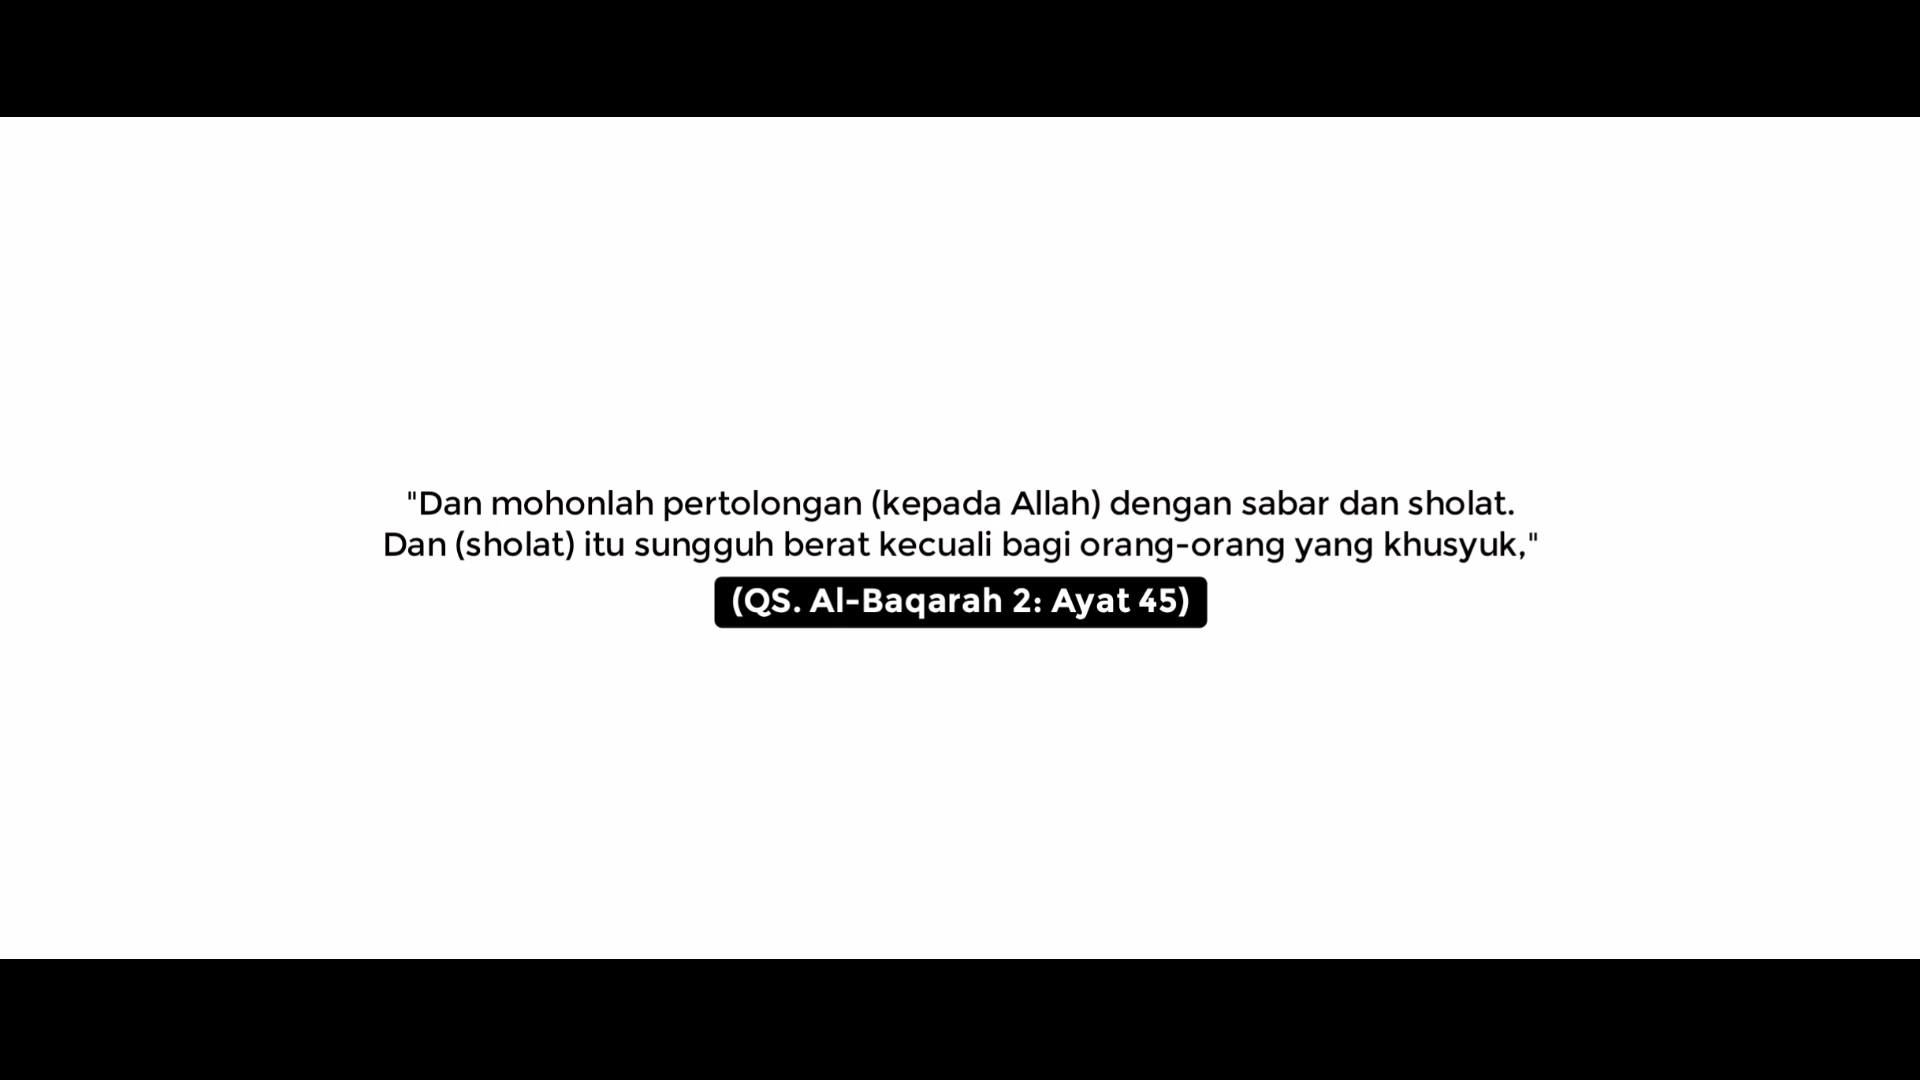 "Dan mohonlah pertolongan (kepada Allah) dengan sabar dan sholat.
Dan (sholat) itu sungguh berat kecuali bagi orang-orang yang khusyuk,"
(QS. Al-Baqarah 2: Ayat 45)